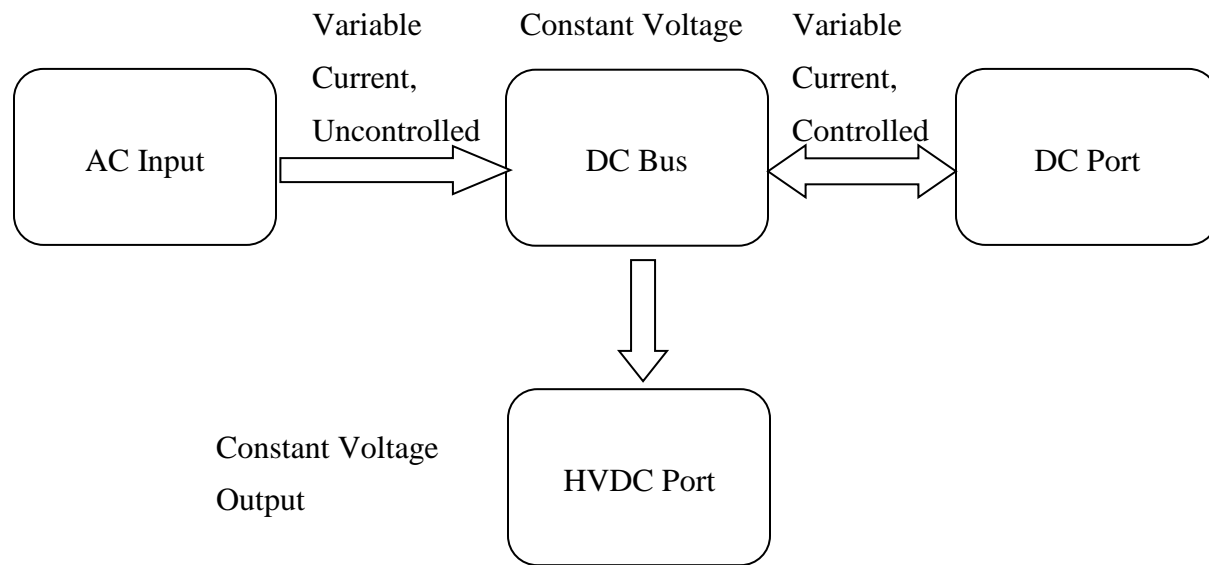 Variable
Current,
Uncontrolled
Constant Voltage
Variable
Current,
Controlled
AC Input
DC Bus
DC Port
Constant Voltage
Output
HVDC Port